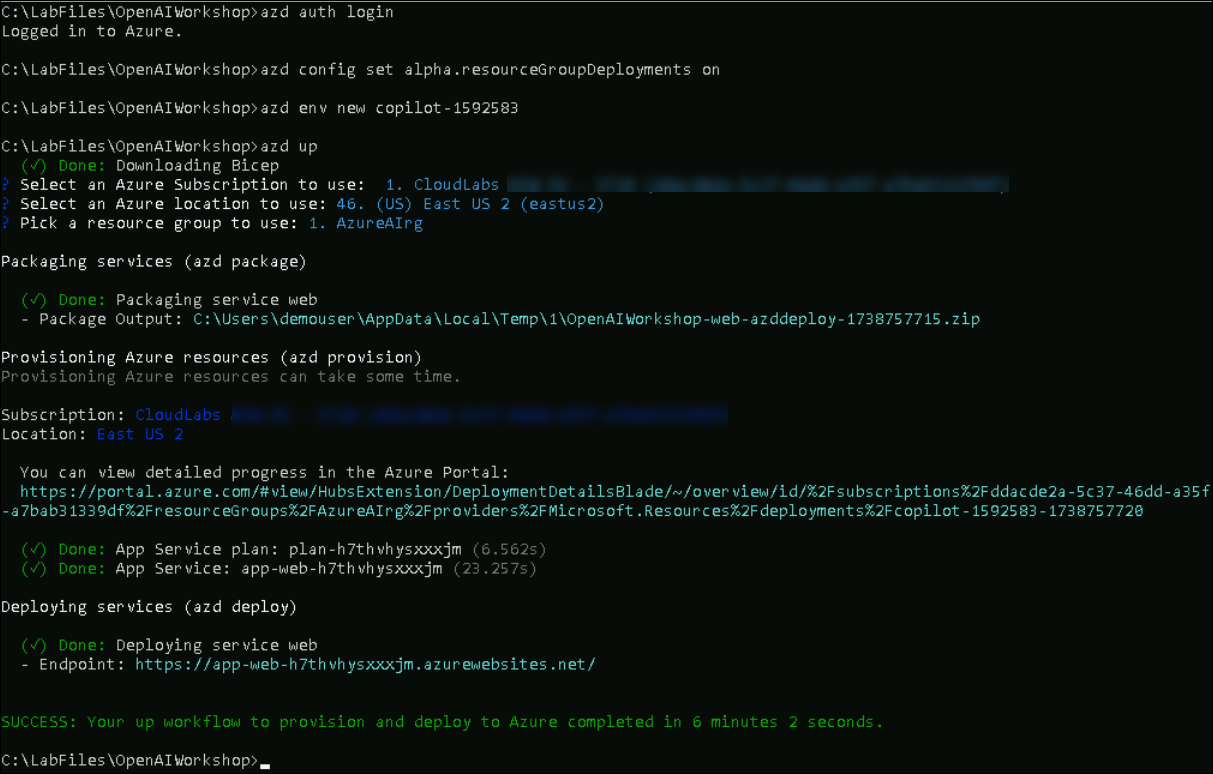 C:\LabFiles\OpenAIWorkshop>azd auth login
Logged in to Azure.
C:\LabFiles\OpenAIWorkshop>azd config set alpha.resourceGroupDeployments on
C:\LabFiles\OpenAIWorkshop>azd env new copilot-1592583
C:\LabFiles\OpenAIWorkshop>azd up
(✓) Done: Downloading Bicep
? Select an Azure Subscription to use:  1. CloudLabs
? Select an Azure location to use: 46. (US) East US 2 (eastus2)
? Pick a resource group to use: 1. AzureAIrg
Packaging services (azd package)
(✓) Done: Packaging service web
- Package Output: C:\Users\demouser\AppData\Local\Temp\1\OpenAIWorkshop-web-azddeploy-1738757715.zip
Provisioning Azure resources (azd provision)
Provisioning Azure resources can take some time.
Subscription: CloudLabs
Location: East US 2
You can view detailed progress in the Azure Portal:
https://portal.azure.com/#view/HubsExtension/DeploymentDetailsBlade/~/overview/id/%2Fsubscriptions%2Fddacde2a-5c37-46dd-a35f
-a7bab31339df%2FresourceGroups%2FAzureAIrg%2Fproviders%2FMicrosoft.Resources%2Fdeployments%2Fcopilot-1592583-1738757720
(✓) Done: App Service plan: plan-h7thvhysxxxjm (6.562s)
(✓) Done: App Service: app-web-h7thvhysxxxjm (23.257s)
Deploying services (azd deploy)
(✓) Done: Deploying service web
- Endpoint: https://app-web-h7thvhysxxxjm.azurewebsites.net/
SUCCESS: Your up workflow to provision and deploy to Azure completed in 6 minutes 2 seconds.
C:\LabFiles\OpenAIWorkshop>